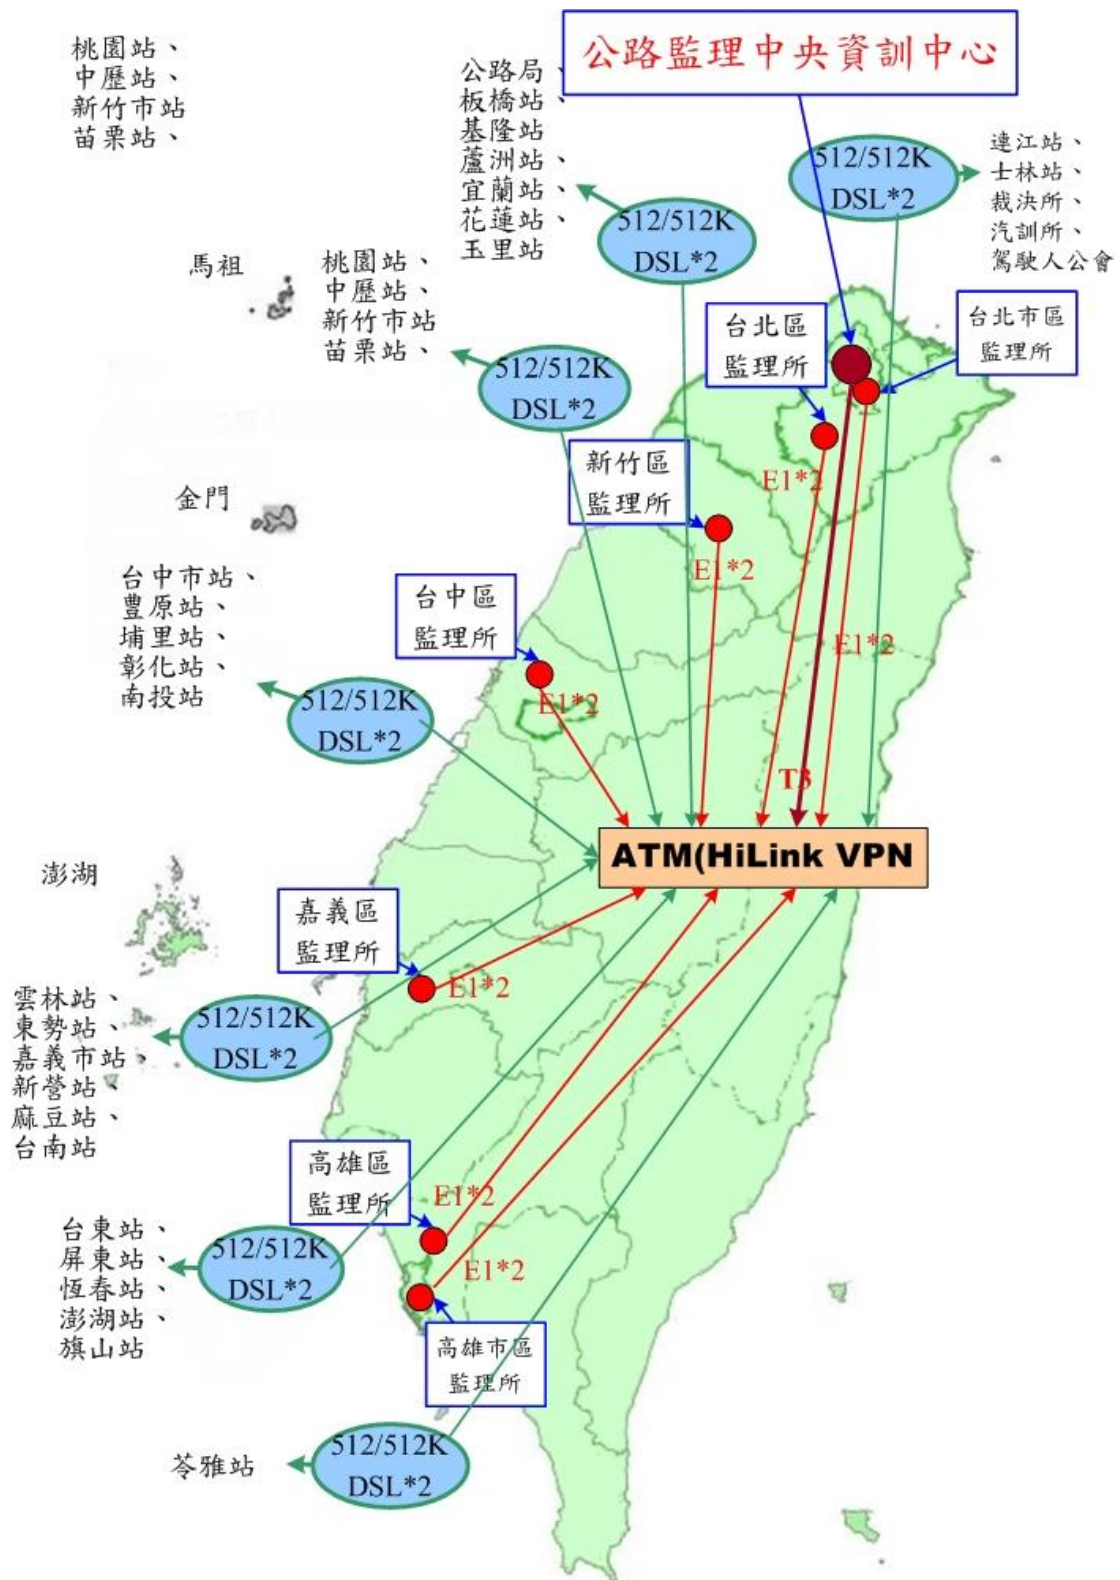 公路監理中央資訓中心
桃園站、
中歷站、
新竹市站
苗栗站、
公路局、
板橋站、
基隆站
蘆洲站、
宜蘭站、
花蓮站、
玉里站
512/512K
DSL*2
連江站、
士林站、
裁決所、
汽訓所、
駕駛人公會
512/512K
DSL*2
馬祖
桃園站、
中歷站、
新竹市站
苗栗站、
512/512K
DSL*2
台北區
監理所
台北市區
監理所
新竹區
監理所
E1*2
E1*2
金門
台中市站、
豐原站、
埔里站、
彰化站、
南投站
台中區
監理所
E1*2
E1*2
512/512K
DSL*2
T3
ATM(HiLink VPN
澎湖
嘉義區
監理所
E1*2
雲林站、
東勢站、
嘉義市站、
新營站、
麻豆站、
台南站
512/512K
DSL*2
高雄區
監理所
E1*2
台東站、
屏東站、
恆春站、
澎湖站、
旗山站
512/512K
DSL*2
E1*2
高雄市區
監理所
苓雅站
512/512K
DSL*2